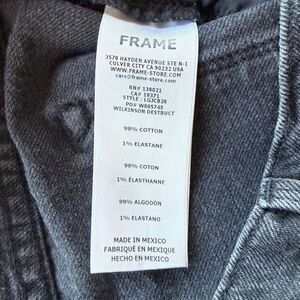 FRAME
3578 HAYDEN AVENUE STE N-1
CULVER CITY CA 90232 USA
WWW.FRAME-STORE.COM
care@frame-store.com
RN# 139021
CA# 19371
STYLE : LGJCB26
PO# W005745
WILKINSON DESTRUCT
99% COTTON
1% ELASTANE
99% COTON
1% ÉLASTHANNE
99% ALGODÓN
1% ELASTANO
MADE IN MEXICO
FABRIQUÉ EN MEXIQUE
HECHO EN MEXICO